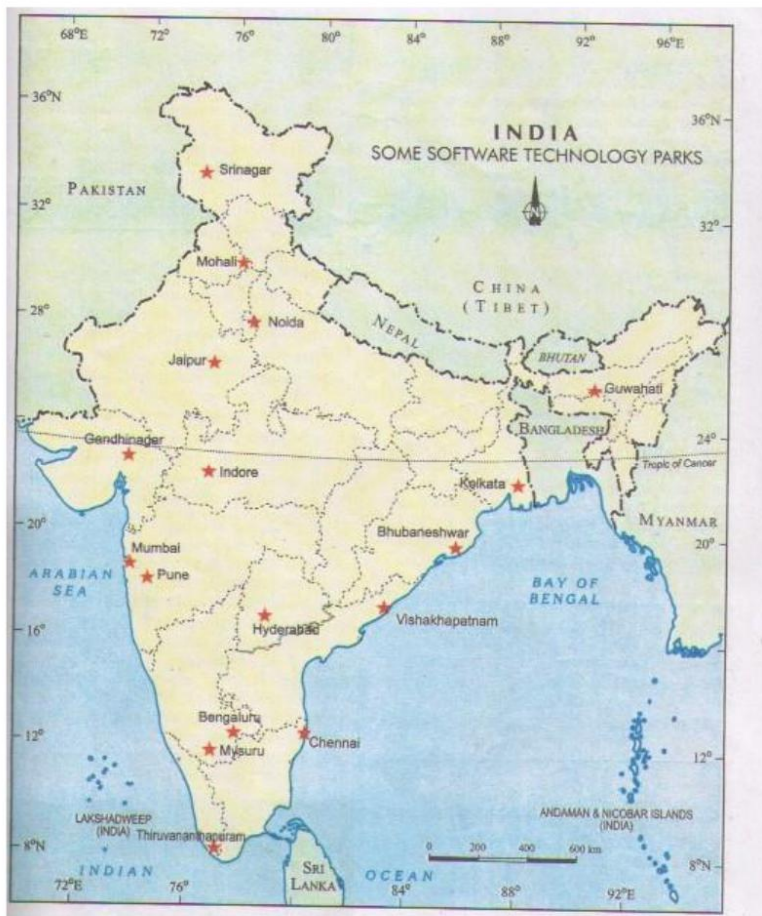 68°E
72°
76°
80°
84°
88°
92°
96°E
36°N
36°N
INDIA
SOME SOFTWARE TECHNOLOGY PARKS
N
Srinagar
PAKISTAN
32°
32°
Mohali
CHINA
(TIBET)
28°
Noida
NEPAL
28°
BHUTAN
Jaipur
Guwahati
BANGLADESH
Gandhinagar
24°
Indore
Tropic of Cancer
Kolkata
20°
MYANMAR
Bhubaneshwar
20°
Mumbai
ARABIAN
SEA
Pune
BAY OF
BENGAL
Vishakhapatnam
Hyderabad
16°
Bengaluru
12°
Chennai
Mysuru
12°
LAKSHADWEEP
(INDIA)
ANDAMAN & NICOBAR ISLANDS
(INDIA)
Thiruvananthapuram
8°N
0 200 400 600 km
INDIAN
SRI
LANKA
OCEAN
8°N
72°E
76°
84°
88°
92°E